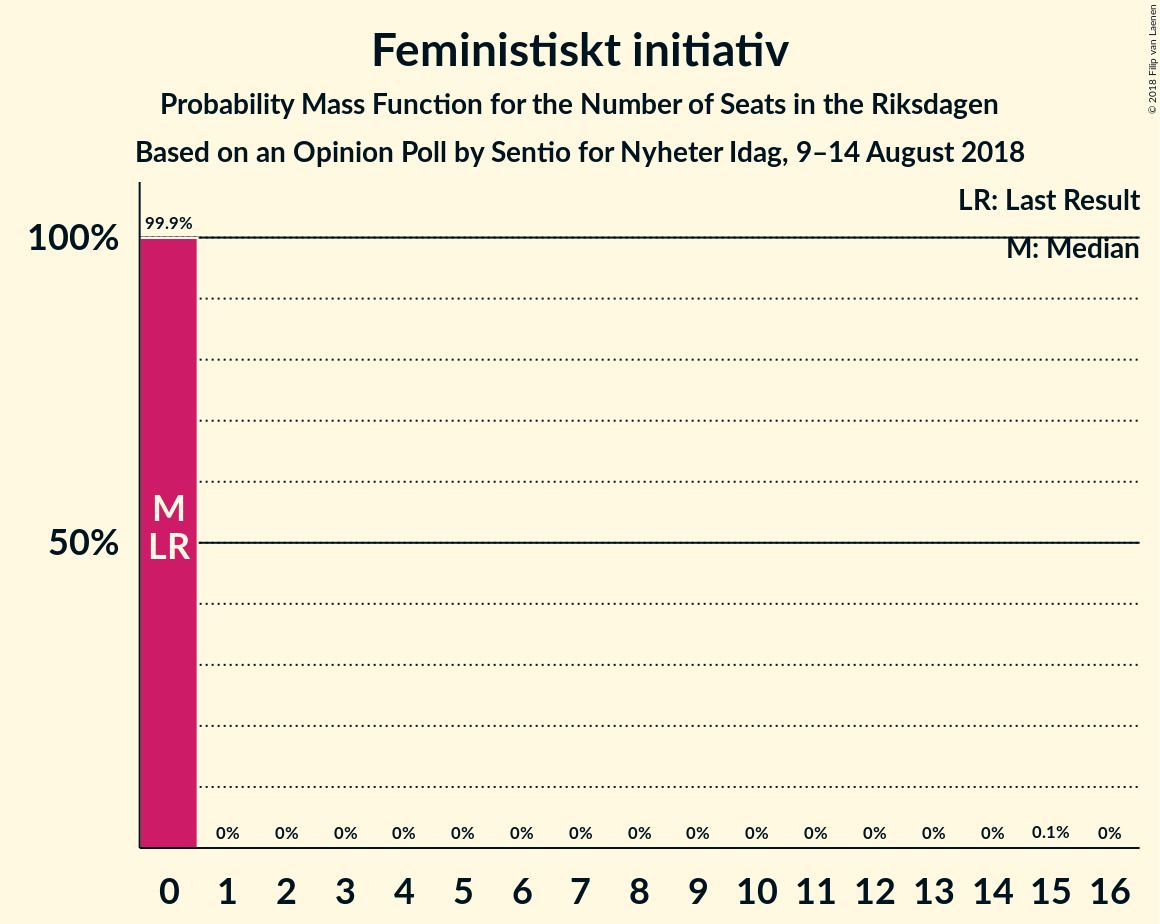 Feministiskt initiativ
Probability Mass Function for the Number of Seats in the Riksdagen
Based on an Opinion Poll by Sentio for Nyheter Idag, 9–14 August 2018
© 2018 Filip van Laenen
LR: Last Result
M: Median
99.9%
100%
M
LR
50%
0% 0% 0% 0% 0% 0% 0% 0% 0% 0% 0% 0% 0% 0% 0.1% 0%
0 1 2 3 4 5 6 7 8 9 10 11 12 13 14 15 16